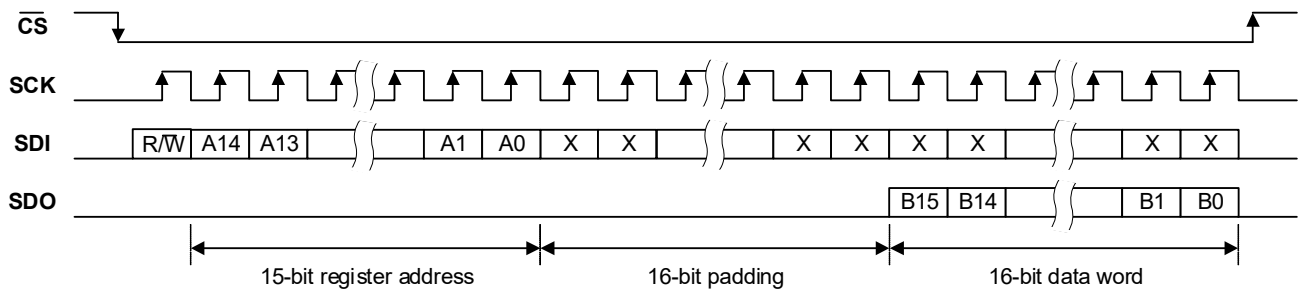 CS
SCK
SDI R/W A14 A13 A1 A0 X X X X X X X X
SDO B15 B14 B1 B0
15-bit register address 16-bit padding 16-bit data word